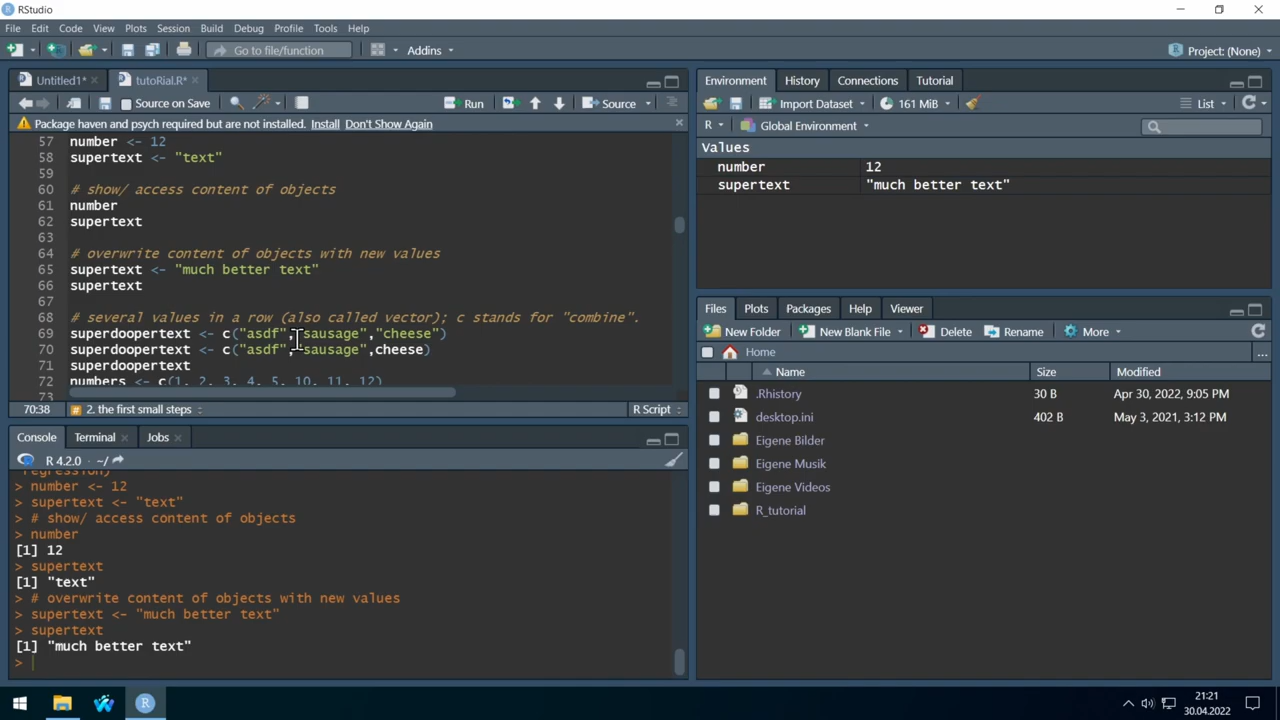 RStudio
File Edit Code View Plots Session Build Debug Profile Tools Help
Go to file/function Addins Project: (None)
Untitled1* tutoRial.R*
Source on Save Run Source
Package haven and psych required but are not installed. Install Don't Show Again
57 number <- 12
58 supertext <- "text"
59
60 # show/ access content of objects
61 number
62 supertext
63
64 # overwrite content of objects with new values
65 supertext <- "much better text"
66 supertext
67
68 # several values in a row (also called vector); c stands for "combine".
69 superdoopertext <- c("asdf","sausage","cheese")
70 superdoopertext <- c("asdf","sausage",cheese)
71 superdoopertext
72 numbers <- c(1, 2, 3, 4, 5, 10, 11, 12)
73
70:38 # 2. the first small steps R Script
Console Terminal Jobs
R 4.2.0 · ~/
regression)
> number <- 12
> supertext <- "text"
> # show/ access content of objects
> number
[1] 12
> supertext
[1] "text"
> # overwrite content of objects with new values
> supertext <- "much better text"
> supertext
[1] "much better text"
>
Environment History Connections Tutorial
Import Dataset 161 MiB List
R Global Environment
Values
number 12
supertext "much better text"
Files Plots Packages Help Viewer
New Folder New Blank File Delete Rename More
Home ...
Name Size Modified
.Rhistory 30 B Apr 30, 2022, 9:05 PM
desktop.ini 402 B May 3, 2021, 3:12 PM
Eigene Bilder
Eigene Musik
Eigene Videos
R_tutorial
21:21
30.04.2022